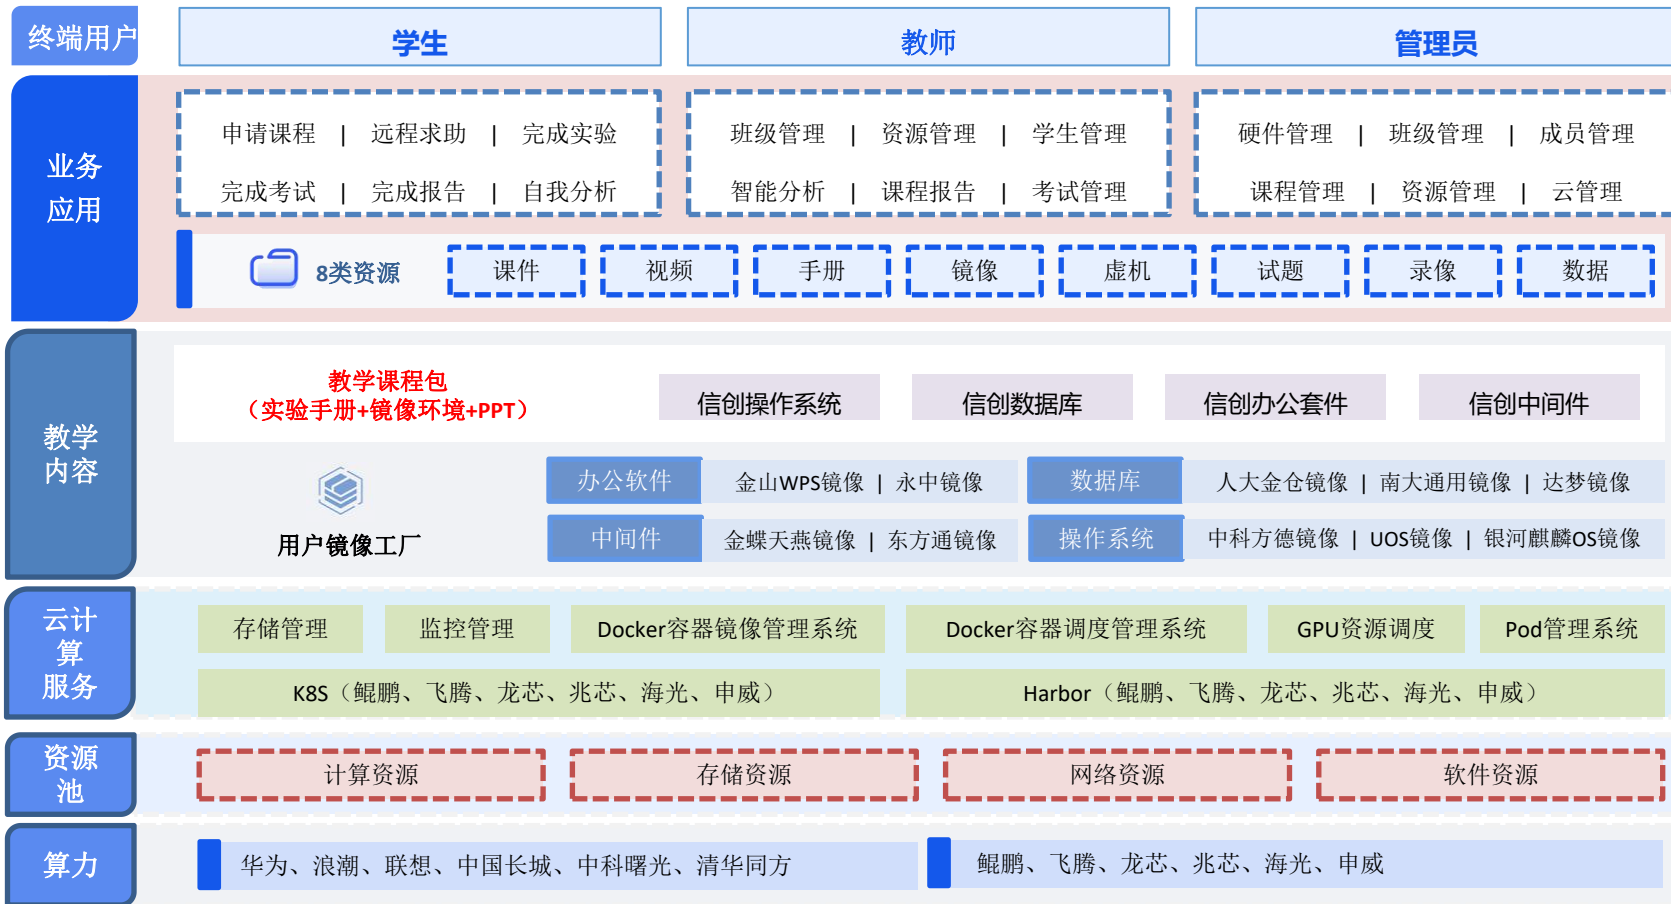 终端用户
学生
教师
管理员
业务
应用
申请课程 | 远程求助 | 完成实验
完成考试 | 完成报告 | 自我分析
班级管理 | 资源管理 | 学生管理
智能分析 | 课程报告 | 考试管理
硬件管理 | 班级管理 | 成员管理
课程管理 | 资源管理 | 云管理
8类资源
课件
视频
手册
镜像
虚机
试题
录像
数据
教学
内容
教学课程包
（实验手册+镜像环境+PPT）
信创操作系统
信创数据库
信创办公套件
信创中间件
用户镜像工厂
办公软件
金山WPS镜像 | 永中镜像
数据库
人大金仓镜像 | 南大通用镜像 | 达梦镜像
中间件
金蝶天燕镜像 | 东方通镜像
操作系统
中科方德镜像 | UOS镜像 | 银河麒麟OS镜像
云计
算
服务
存储管理
监控管理
Docker容器镜像管理系统
Docker容器调度管理系统
GPU资源调度
Pod管理系统
K8S（鲲鹏、飞腾、龙芯、兆芯、海光、申威）
Harbor（鲲鹏、飞腾、龙芯、兆芯、海光、申威）
资源
池
计算资源
存储资源
网络资源
软件资源
算力
华为、浪潮、联想、中国长城、中科曙光、清华同方
鲲鹏、飞腾、龙芯、兆芯、海光、申威